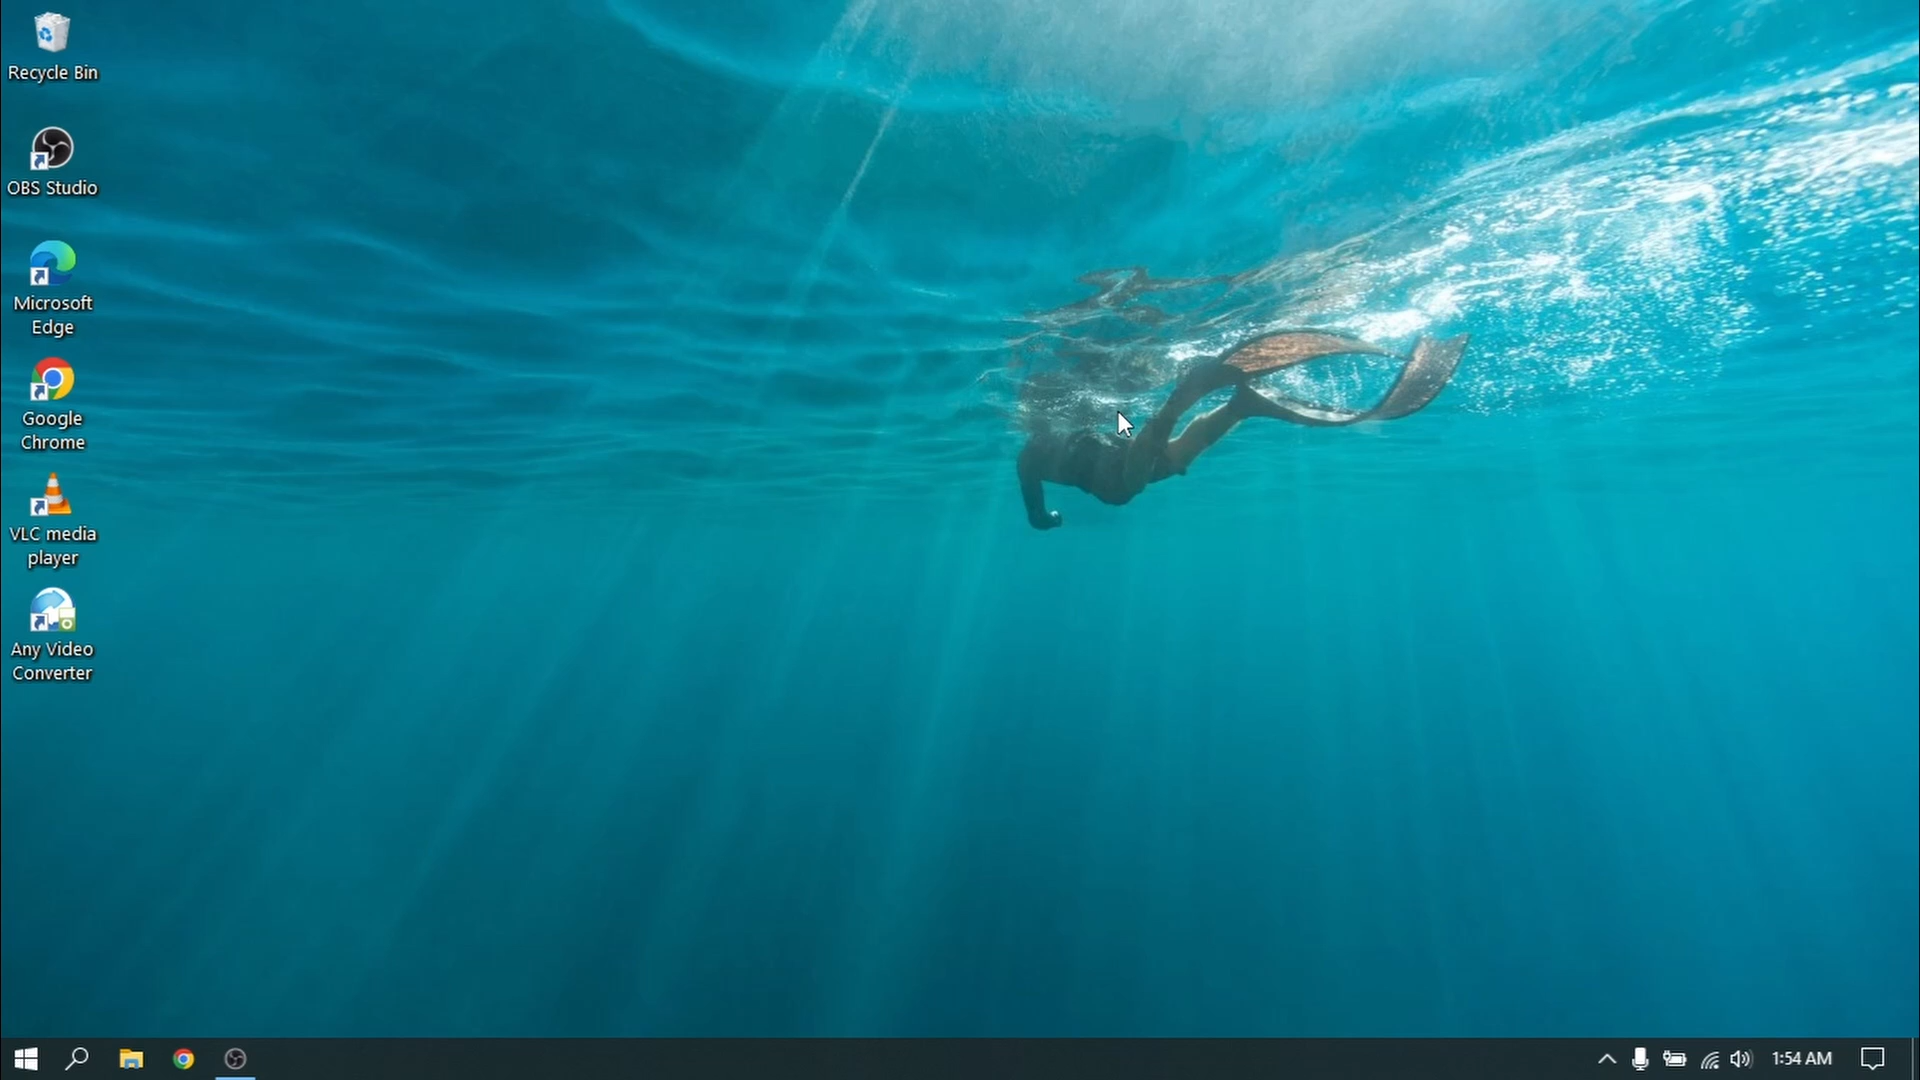 Recycle Bin
OBS Studio
Microsoft
Edge
Google
Chrome
VLC media
player
Any Video
Converter
1:54 AM